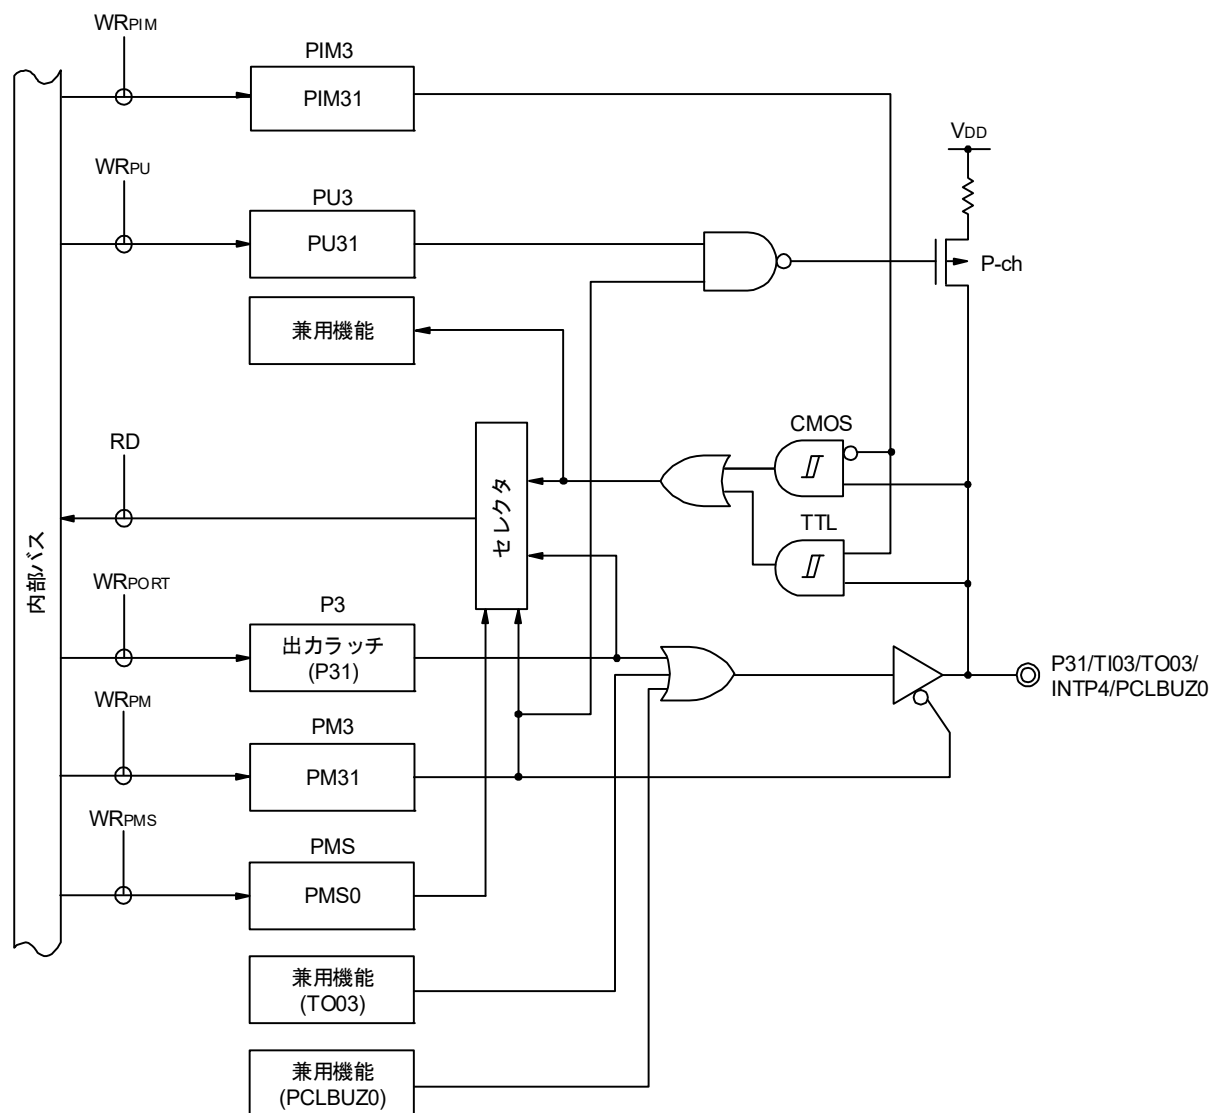 WRPIM
PIM3
PIM31
VDD
WRPU
PU3
PU31
P-ch
兼用機能
CMOS
RD
セレクタ
TTL
内部バス
WRPORT
P3
出力ラッチ
(P31)
P31/TI03/TO03/
INTP4/PCLBUZ0
WRPM
PM3
PM31
WRPMS
PMS
PMS0
兼用機能
(TO03)
兼用機能
(PCLBUZ0)